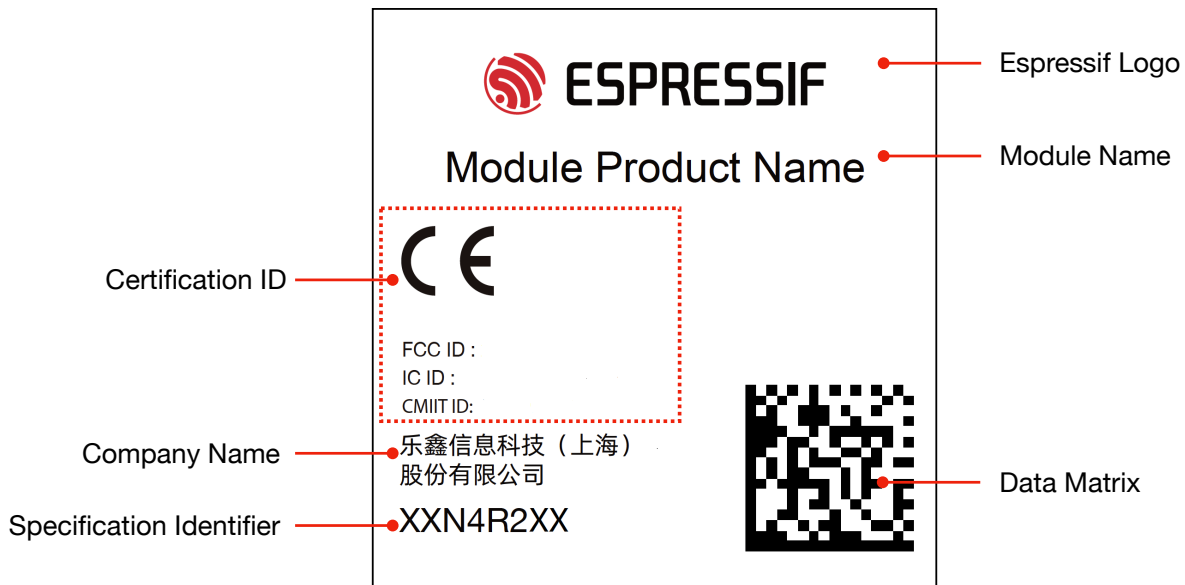 ESPRESSIF
Espressif Logo
Module Product Name
Module Name
Certification ID
CE
FCC ID :
IC ID :
CMIIT ID:
Company Name
乐鑫信息科技（上海）
股份有限公司
Data Matrix
Specification Identifier
XXN4R2XX